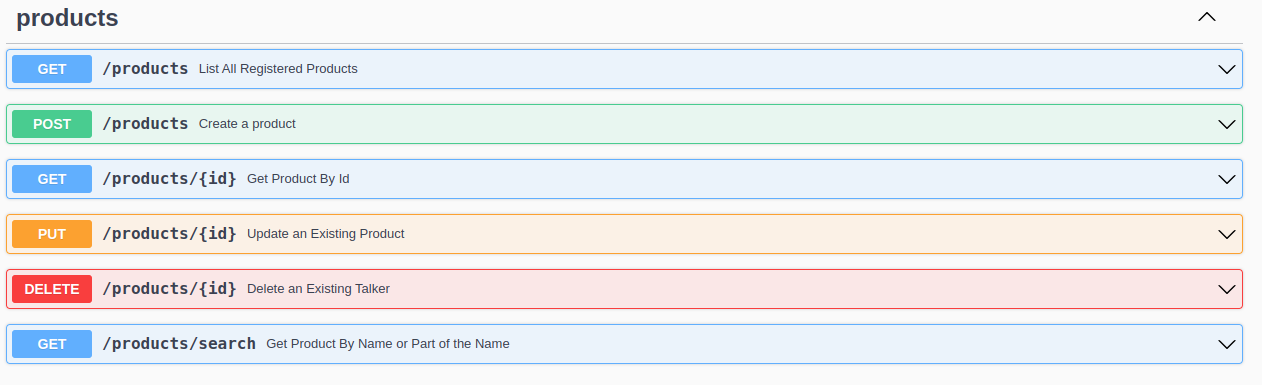 products
GET /products List All Registered Products
POST /products Create a product
GET /products/{id} Get Product By Id
PUT /products/{id} Update an Existing Product
DELETE /products/{id} Delete an Existing Talker
GET /products/search Get Product By Name or Part of the Name